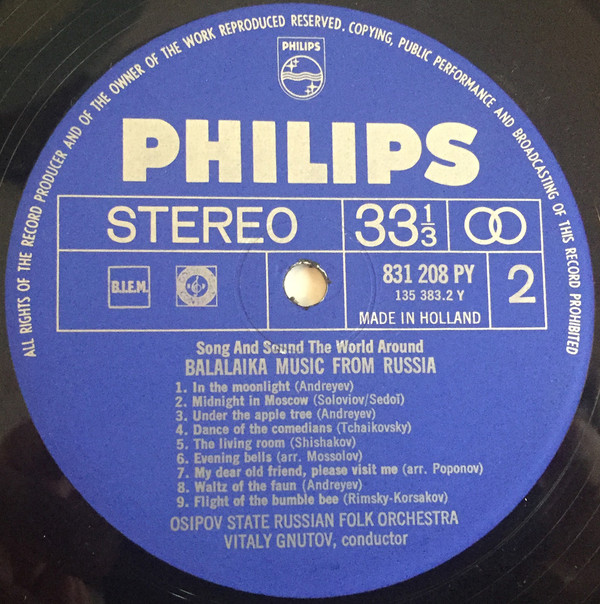 ALL RIGHTS OF THE RECORD PRODUCER AND OF THE OWNER OF THE WORK REPRODUCED RESERVED. COPYING, PUBLIC PERFORMANCE AND BROADCASTING OF THIS RECORD PROHIBITED
PHILIPS
PHILIPS
STEREO
33 1/3
B.I.E.M.
831 208 PY
135 383.2 Y
MADE IN HOLLAND
2
Song And Sound The World Around
BALALAIKA MUSIC FROM RUSSIA
1. In the moonlight (Andreyev)
2. Midnight in Moscow (Soloviov/Sedoï)
3. Under the apple tree (Andreyev)
4. Dance of the comedians (Tchaikovsky)
5. The living room (Shishakov)
6. Evening bells (arr. Mossolov)
7. My dear old friend, please visit me (arr. Poponov)
8. Waltz of the faun (Andreyev)
9. Flight of the bumble bee (Rimsky-Korsakov)
OSIPOV STATE RUSSIAN FOLK ORCHESTRA
VITALY GNUTOV, conductor